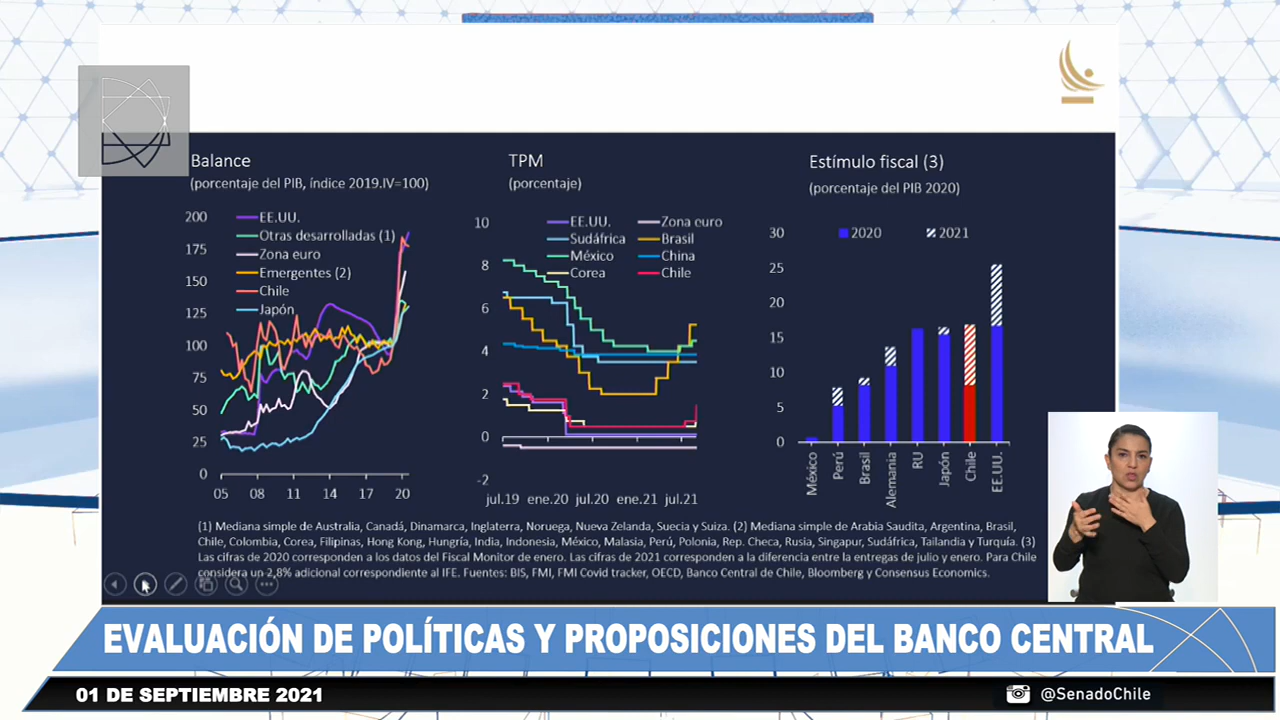 Balance
(porcentaje del PIB, índice 2019.IV=100)
200
175
150
125
100
75
50
25
0
EE.UU.
Otras desarrolladas (1)
Zona euro
Emergentes (2)
Chile
Japón
05 08 11 14 17 20
TPM
(porcentaje)
10
8
6
4
2
0
-2
EE.UU. Zona euro
Sudáfrica Brasil
México China
Corea Chile
jul.19 ene.20 jul.20 ene.21 jul.21
Estímulo fiscal (3)
(porcentaje del PIB 2020)
30
25
20
15
10
5
0
2020 2021
México
Perú
Brasil
Alemania
RU
Japón
Chile
EE.UU.
(1) Mediana simple de Australia, Canadá, Dinamarca, Inglaterra, Noruega, Nueva Zelanda, Suecia y Suiza. (2) Mediana simple de Arabia Saudita, Argentina, Brasil,
Chile, Colombia, Corea, Filipinas, Hong Kong, Hungría, India, Indonesia, México, Malasia, Perú, Polonia, Rep. Checa, Rusia, Singapur, Sudáfrica, Tailandia y Turquía. (3)
Las cifras de 2020 corresponden a los datos del Fiscal Monitor de enero. Las cifras de 2021 corresponden a la diferencia entre la entregas de julio y enero. Para Chile
considera un 2,8% adicional correspondiente al IFE. Fuentes: BIS, FMI, FMI Covid tracker, OECD, Banco Central de Chile, Bloomberg y Consensus Economics.
EVALUACIÓN DE POLÍTICAS Y PROPOSICIONES DEL BANCO CENTRAL
01 DE SEPTIEMBRE 2021
@SenadoChile